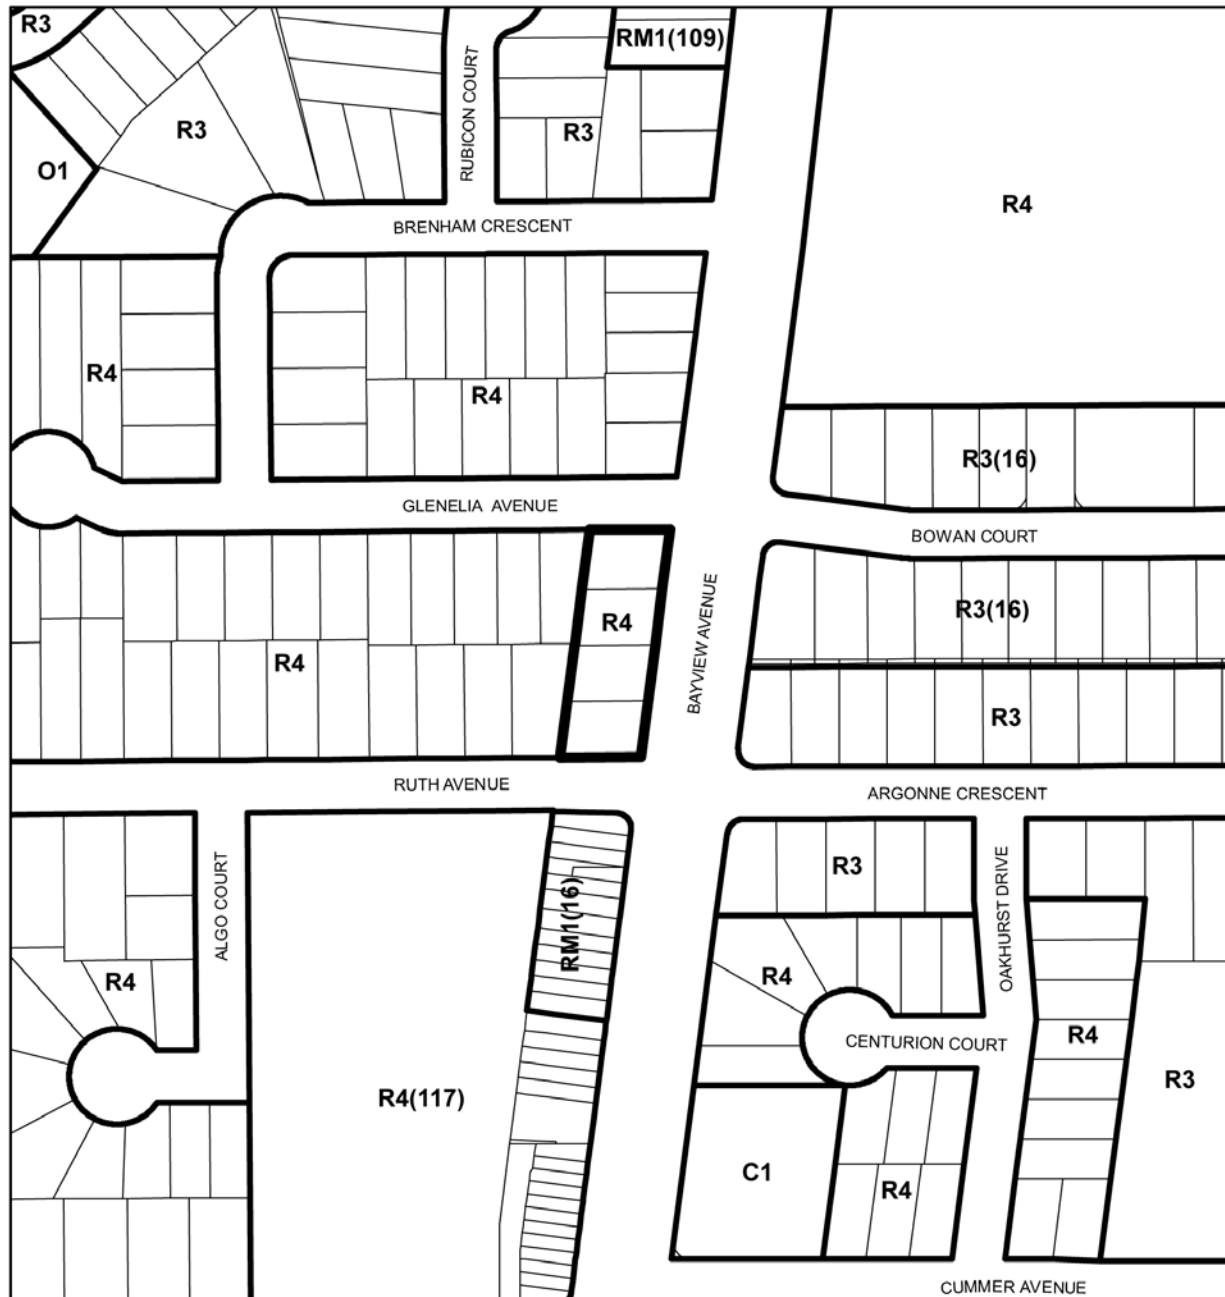 R3
RM1(109)
RUBICON COURT
R3
R3
O1
R4
BRENHAM CRESCENT
R4
R4
R3(16)
GLENELIA AVENUE
BOWAN COURT
BAYVIEW AVENUE
R3(16)
R4
R4
R3
RUTH AVENUE
ARGONNE CRESCENT
ALGO COURT
RM1(16)
R3
OAKHURST DRIVE
R4
R4
CENTURION COURT
R4
R3
R4(117)
C1
R4
CUMMER AVENUE